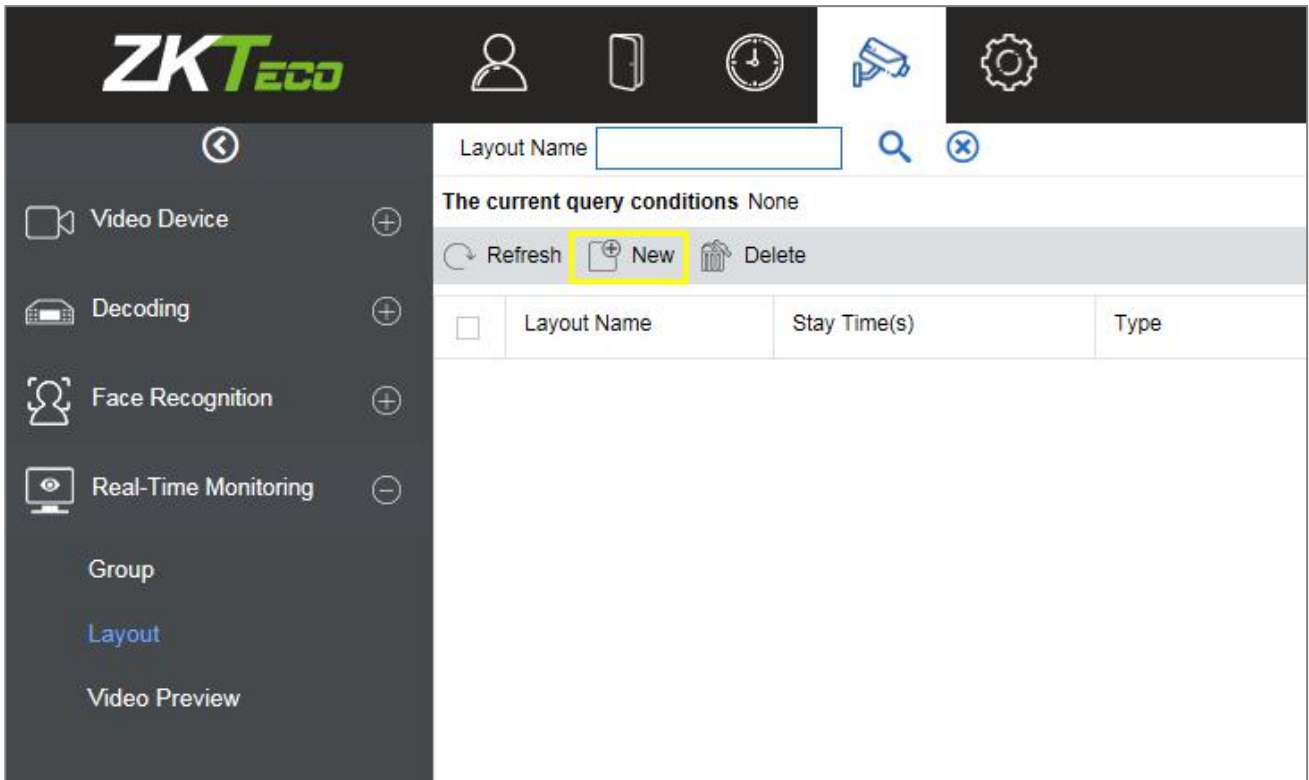 ZKTECO
Layout Name
The current query conditions None
Refresh New Delete
Layout Name Stay Time(s) Type
Video Device
Decoding
Face Recognition
Real-Time Monitoring
Group
Layout
Video Preview